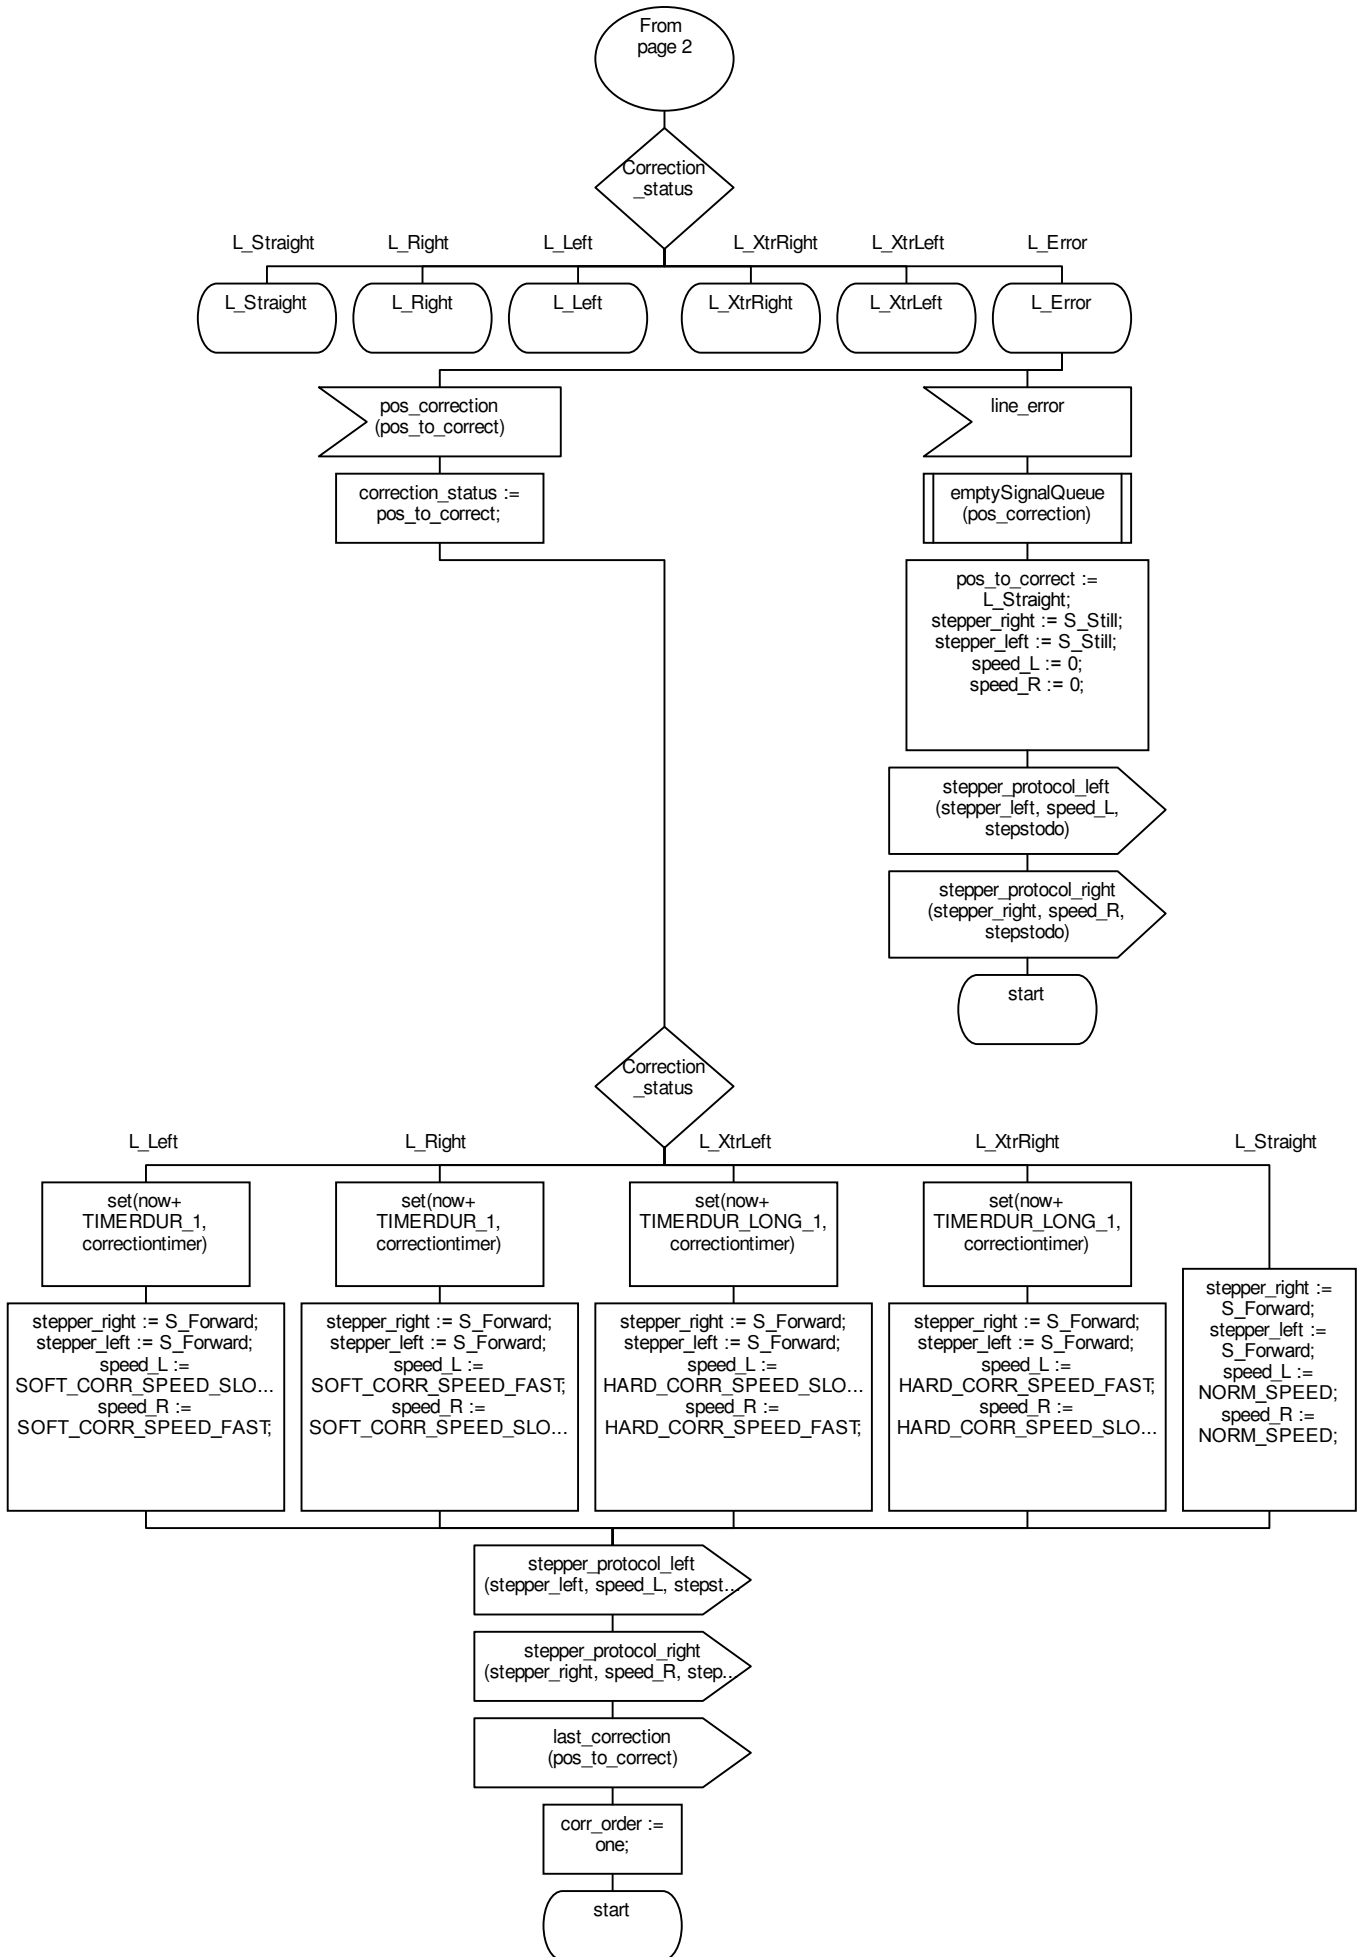 From
page 2
Correction
_status
L_Straight
L_Right
L_Left
L_XtrRight
L_XtrLeft
L_Error
L_Straight
L_Right
L_Left
L_XtrRight
L_XtrLeft
L_Error
pos_correction
(pos_to_correct)
line_error
correction_status :=
pos_to_correct;
emptySignalQueue
(pos_correction)
pos_to_correct :=
L_Straight;
stepper_right := S_Still;
stepper_left := S_Still;
speed_L := 0;
speed_R := 0;
stepper_protocol_left
(stepper_left, speed_L,
stepstodo)
stepper_protocol_right
(stepper_right, speed_R,
stepstodo)
start
Correction
_status
L_Left
L_Right
L_XtrLeft
L_XtrRight
L_Straight
set(now+
TIMERDUR_1,
correctiontimer)
set(now+
TIMERDUR_1,
correctiontimer)
set(now+
TIMERDUR_LONG_1,
correctiontimer)
set(now+
TIMERDUR_LONG_1,
correctiontimer)
stepper_right := S_Forward;
stepper_left := S_Forward;
speed_L :=
SOFT_CORR_SPEED_SLO...
speed_R :=
SOFT_CORR_SPEED_FAST;
stepper_right := S_Forward;
stepper_left := S_Forward;
speed_L :=
SOFT_CORR_SPEED_FAST;
speed_R :=
SOFT_CORR_SPEED_SLO...
stepper_right := S_Forward;
stepper_left := S_Forward;
speed_L :=
HARD_CORR_SPEED_SLO...
speed_R :=
HARD_CORR_SPEED_FAST;
stepper_right := S_Forward;
stepper_left := S_Forward;
speed_L :=
HARD_CORR_SPEED_FAST;
speed_R :=
HARD_CORR_SPEED_SLO...
stepper_right :=
S_Forward;
stepper_left :=
S_Forward;
speed_L :=
NORM_SPEED;
speed_R :=
NORM_SPEED;
stepper_protocol_left
(stepper_left, speed_L, stepst...
stepper_protocol_right
(stepper_right, speed_R, step...
last_correction
(pos_to_correct)
corr_order :=
one;
start